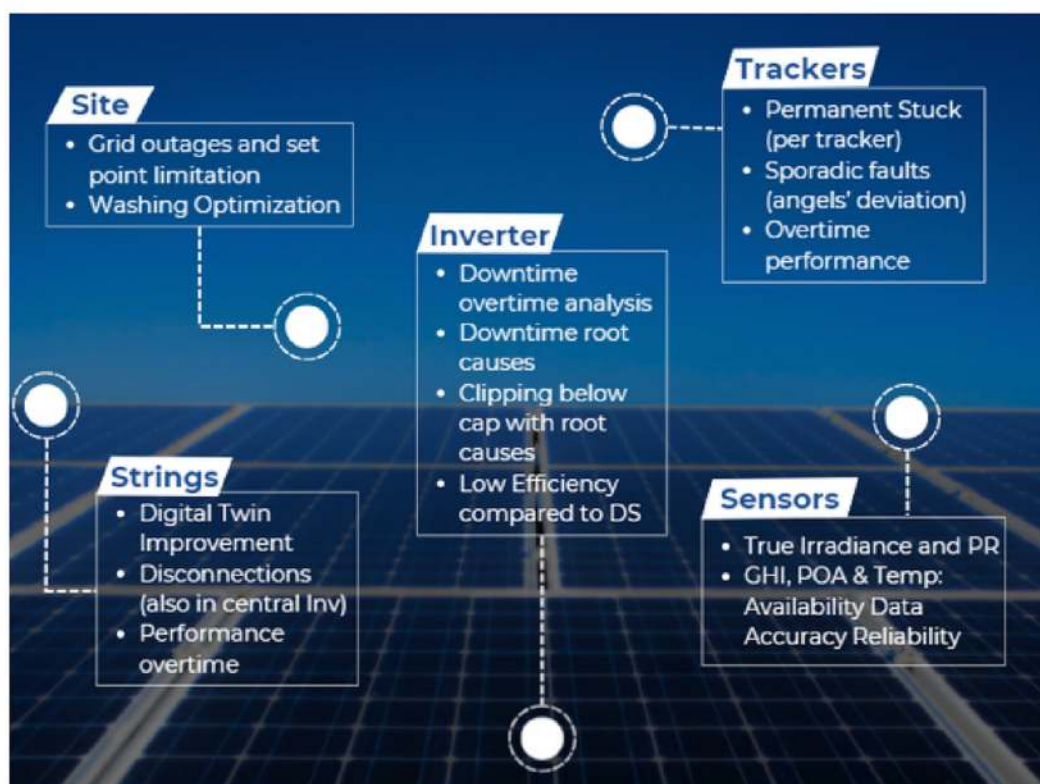 Site
• Grid outages and set
point limitation
• Washing Optimization
Trackers
• Permanent Stuck
(per tracker)
• Sporadic faults
(angels' deviation)
• Overtime
performance
Inverter
• Downtime
overtime analysis
• Downtime root
causes
• Clipping below
cap with root
causes
• Low Efficiency
compared to DS
Strings
• Digital Twin
Improvement
• Disconnections
(also in central Inv)
• Performance
overtime
Sensors
• True Irradiance and PR
• GHI, POA & Temp:
Availability Data
Accuracy Reliability